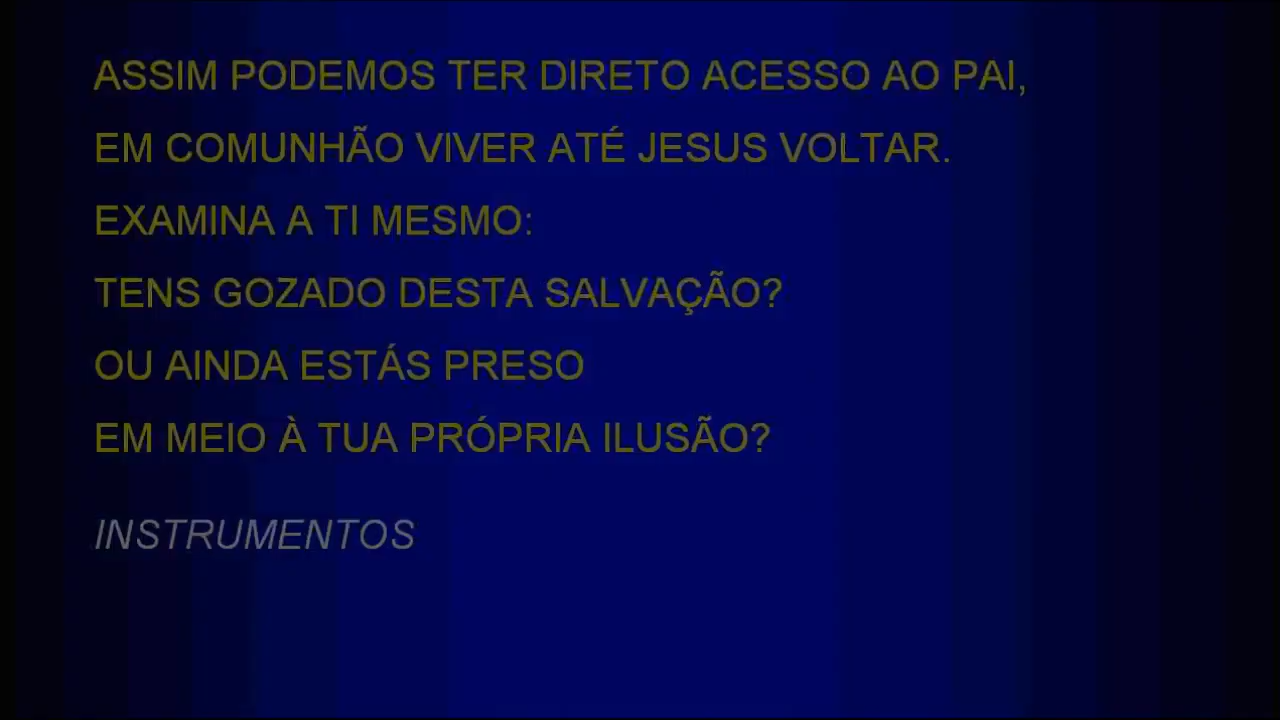 ASSIM PODEMOS TER DIRETO ACESSO AO PAI,
EM COMUNHÃO VIVER ATÉ JESUS VOLTAR.
EXAMINA A TI MESMO:
TENS GOZADO DESTA SALVAÇÃO?
OU AINDA ESTÁS PRESO
EM MEIO À TUA PRÓPRIA ILUSÃO?
INSTRUMENTOS